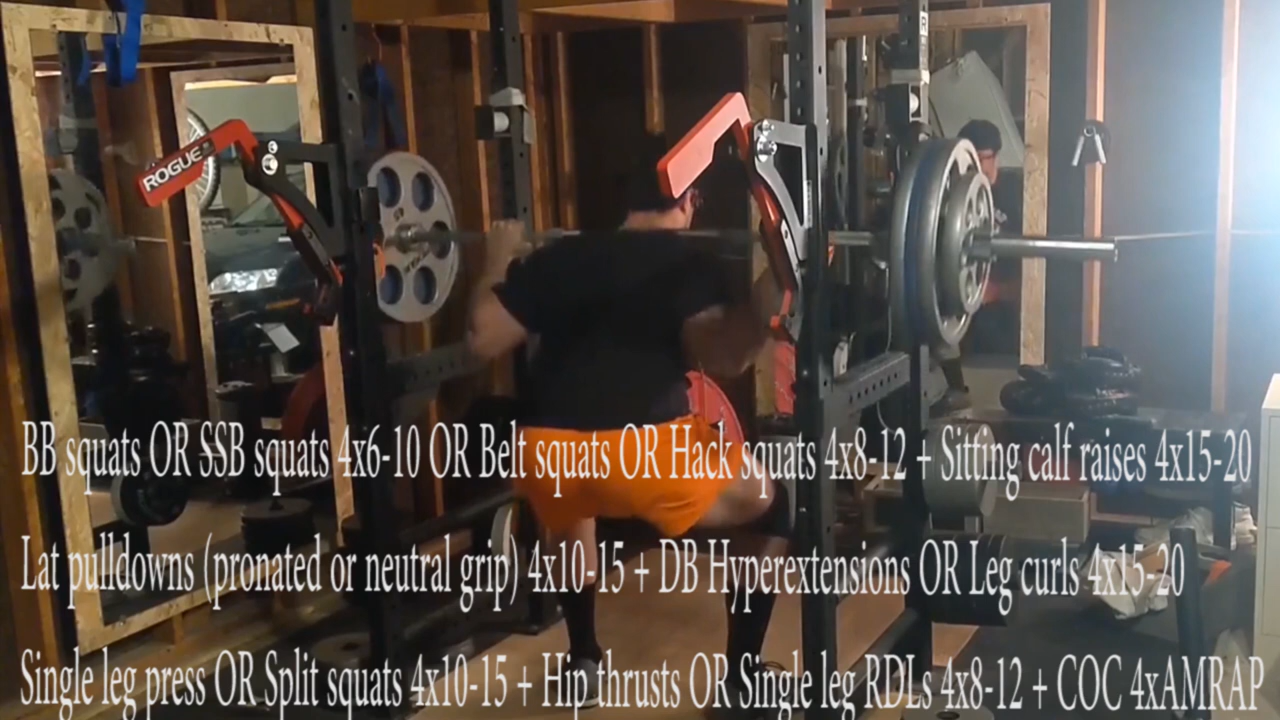 ROGUE
BB squats OR SSB squats 4x6-10 OR Belt squats OR Hack squats 4x8-12 + Sitting calf raises 4x15-20
Lat pulldowns (pronated or neutral grip) 4x10-15 + DB Hyperextensions OR Leg curls 4x15-20
Single leg press OR Split squats 4x10-15 + Hip thrusts OR Single leg RDLs 4x8-12 + COC 4xAMRAP